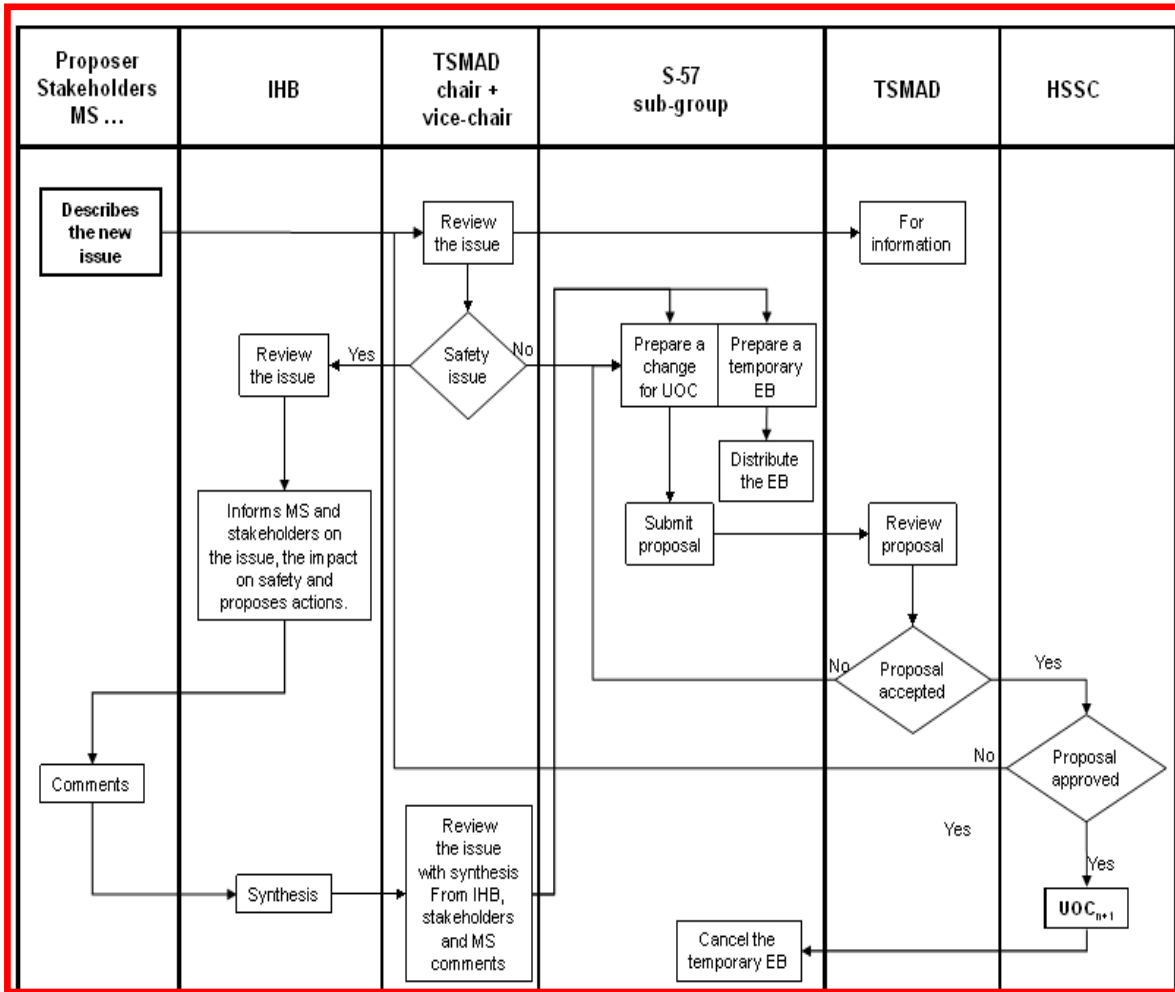 Proposer
Stakeholders
MS ...
IHB
TSMAD
chair +
vice-chair
S-57
sub-group
TSMAD
HSSC
Describes
the new
issue
Review
the issue
For
information
Review
the issue
Yes
Safety
issue
No
Prepare a
change
for UOC
Prepare a
temporary
EB
Distribute
the EB
Informs MS and
stakeholders on
the issue, the impact
on safety and
proposes actions.
Submit
proposal
Review
proposal
No
Proposal
accepted
Yes
No
Proposal
approved
Comments
Yes
Yes
Synthesis
Review
the issue
with synthesis
From IHB,
stakeholders
and MS
comments
UOCn+1
Cancel the
temporary EB